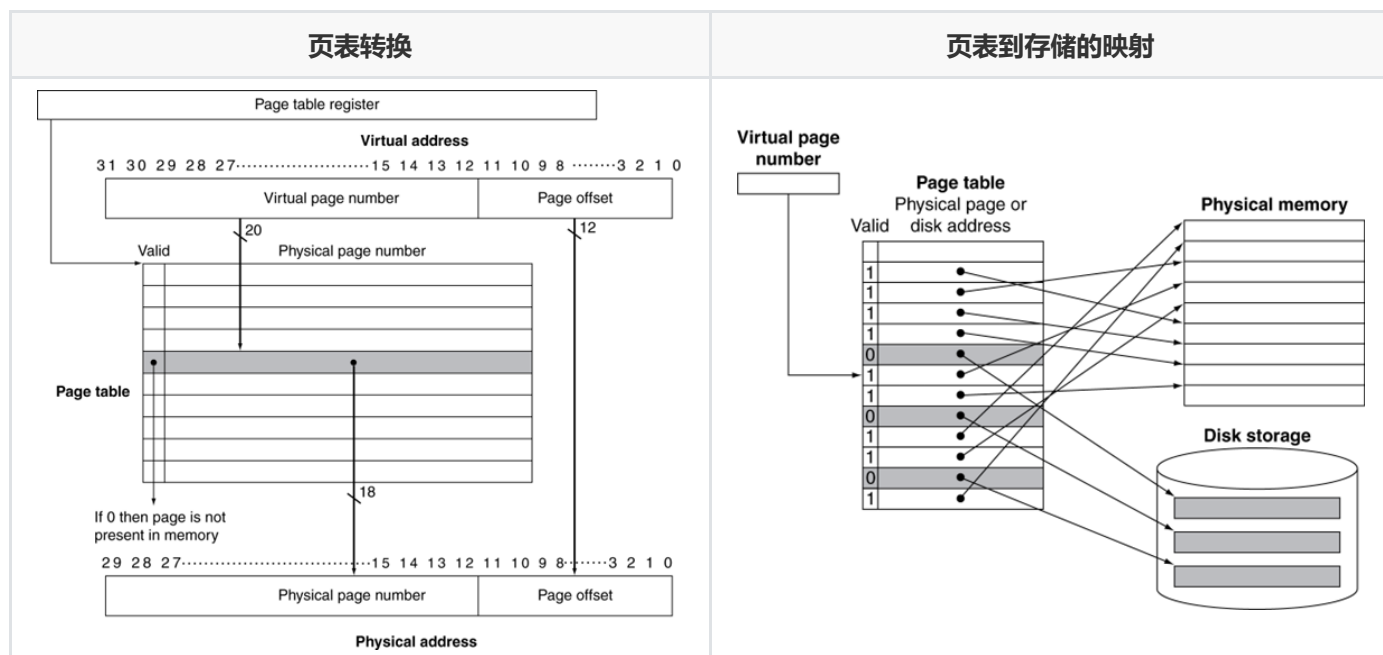 页表转换
页表到存储的映射
Page table register
Virtual address
31 30 29 28 27 15 14 13 12 11 10 9 8 3 2 1 0
Virtual page number
Page offset
20
12
Valid
Physical page number
Page table
18
If 0 then page is not
present in memory
29 28 27 15 14 13 12 11 10 9 8 3 2 1 0
Physical page number
Page offset
Physical address
Virtual page
number
Page table
Physical page or
Valid disk address
1
1
1
1
0
1
1
0
1
1
0
1
Physical memory
Disk storage